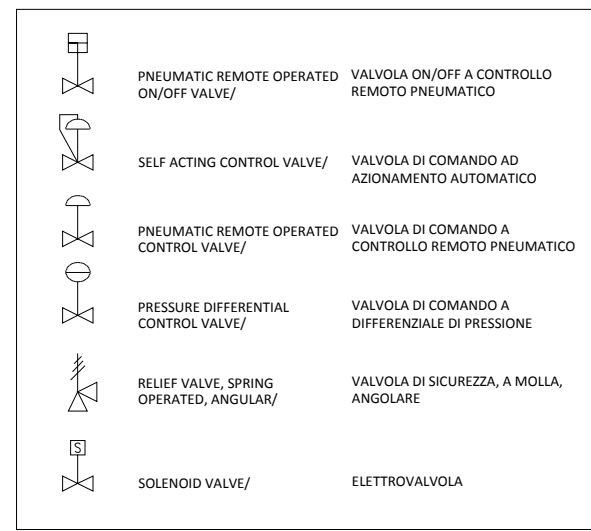 PNEUMATIC REMOTE OPERATED
ON/OFF VALVE/
VALVOLA ON/OFF A CONTROLLO
REMOTO PNEUMATICO
SELF ACTING CONTROL VALVE/
VALVOLA DI COMANDO AD
AZIONAMENTO AUTOMATICO
PNEUMATIC REMOTE OPERATED
CONTROL VALVE/
VALVOLA DI COMANDO A
CONTROLLO REMOTO PNEUMATICO
PRESSURE DIFFERENTIAL
CONTROL VALVE/
VALVOLA DI COMANDO A
DIFFERENZIALE DI PRESSIONE
RELIEF VALVE, SPRING
OPERATED, ANGULAR/
VALVOLA DI SICUREZZA, A MOLLA,
ANGOLARE
S
SOLENOID VALVE/
ELETTROVALVOLA